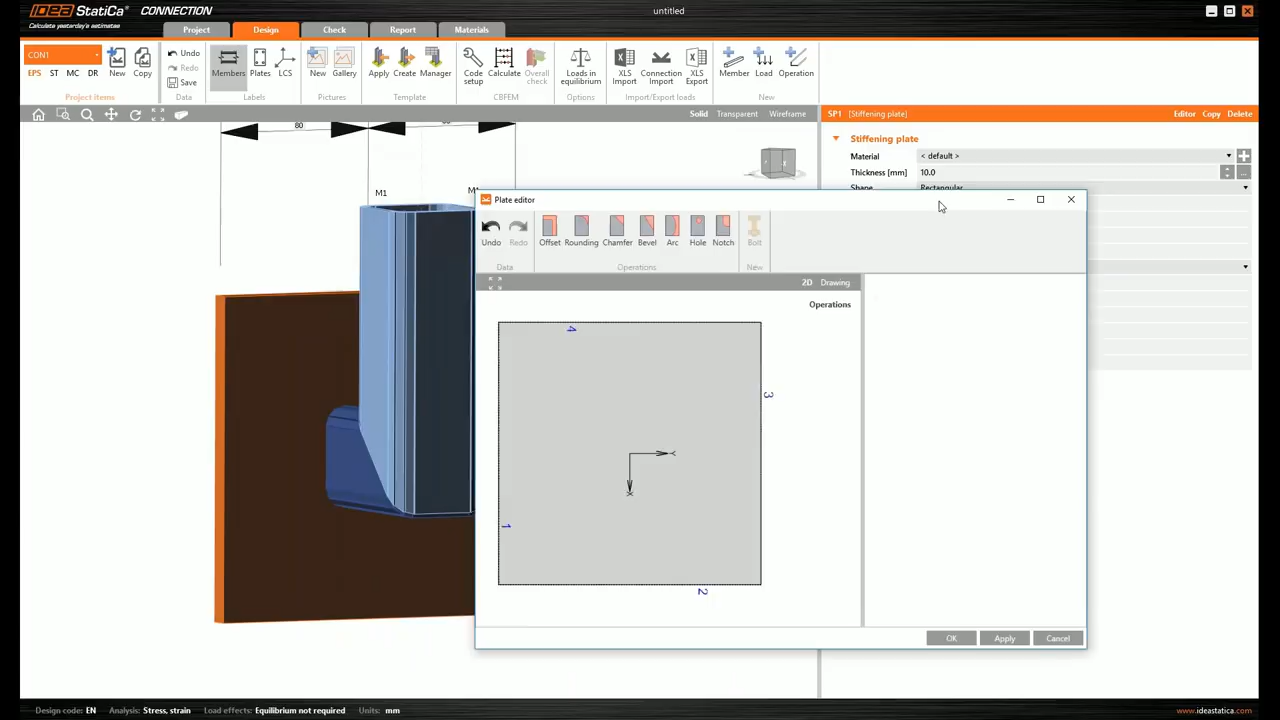 IDEA StatiCa® CONNECTION
Calculate yesterday's estimates
untitled
Project Design Check Report Materials
CON1
EPS ST MC DR
New Copy
Undo
Redo
Save
Members Plates LCS
New Gallery
Apply Create Manager
Code setup Calculate Overall check
Loads in equilibrium
XLS Import Connection Import XLS Export
Member Load Operation
Project items Data Labels Pictures Template CBFEM Options Import/Export loads New
Solid Transparent Wireframe
SP1 [Stiffening plate] Editor Copy Delete
Stiffening plate
Material < default >
Thickness [mm] 10.0
Shape Rectangular
80
M1
Plate editor
Undo Redo Offset Rounding Chamfer Bevel Arc Hole Notch Bolt
Data Operations New
2D Drawing
Operations
4
3
Y
X
1
2
OK Apply Cancel
Design code: EN Analysis: Stress, strain Load effects: Equilibrium not required Units: mm
www.ideastatica.com